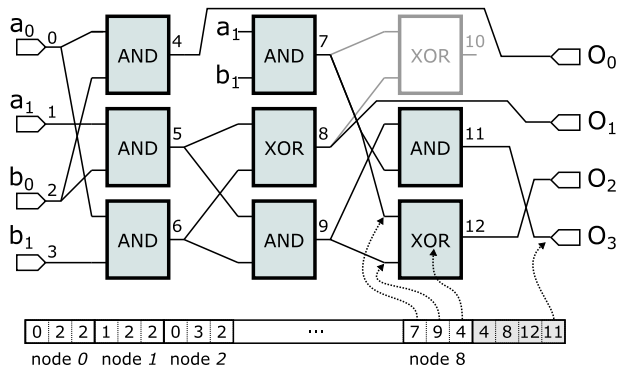 a0 0 AND 4 a1 AND 7 XOR 10 O0
b1
a1 1 AND 5 XOR 8 AND 11 O1
b0 2 O2
b1 3 AND 6 AND 9 XOR 12 O3
0 2 2 1 2 2 0 3 2 ... 7 9 4 4 8 12 11
node 0 node 1 node 2 node 8